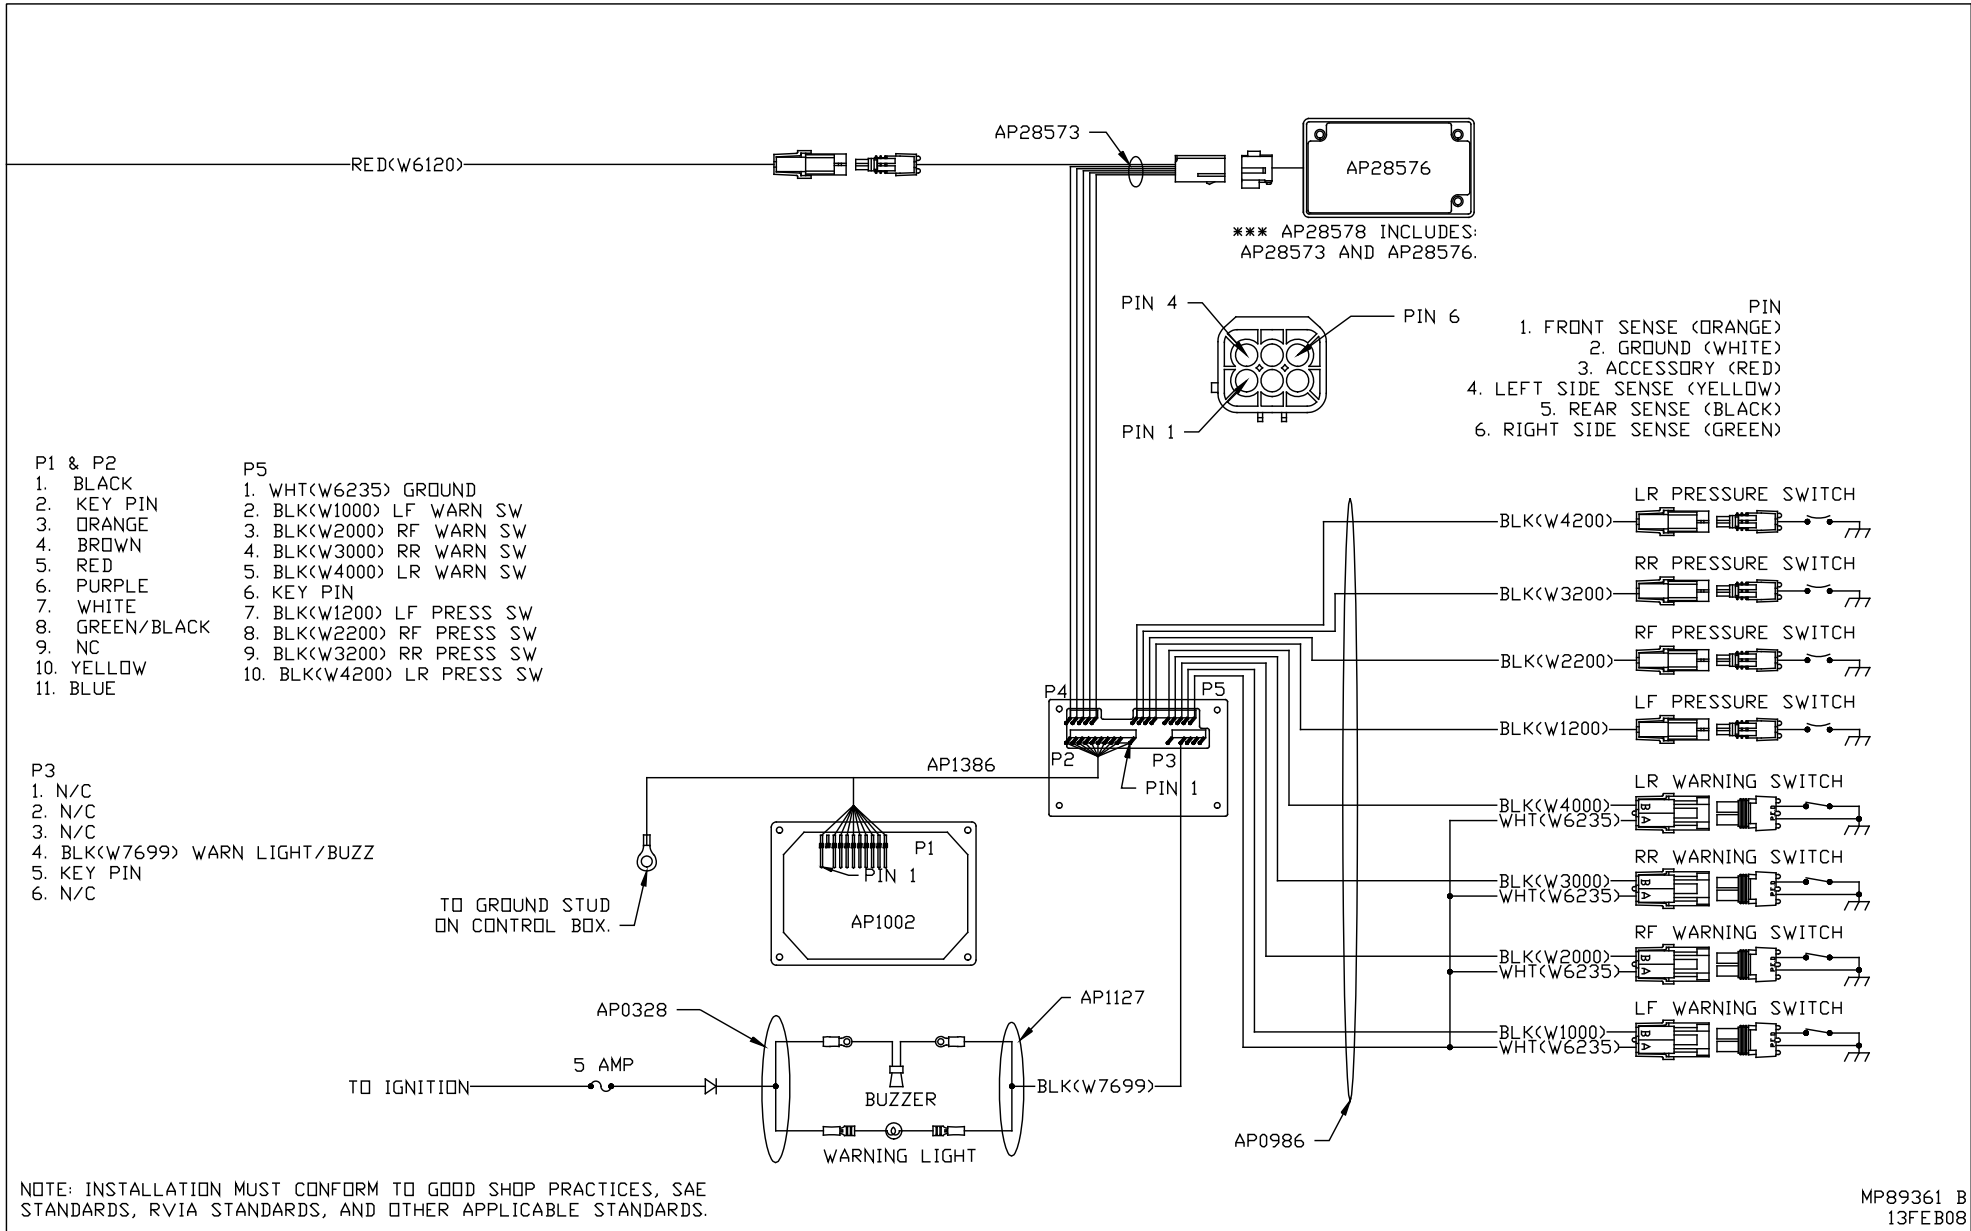 RED(W6120)
AP28573
AP28576
*** AP28578 INCLUDES:
AP28573 AND AP28576.
PIN 4
PIN 6
PIN 1
PIN
1. FRONT SENSE (ORANGE)
2. GROUND (WHITE)
3. ACCESSORY (RED)
4. LEFT SIDE SENSE (YELLOW)
5. REAR SENSE (BLACK)
6. RIGHT SIDE SENSE (GREEN)
P1 & P2
1. BLACK
2. KEY PIN
3. ORANGE
4. BROWN
5. RED
6. PURPLE
7. WHITE
8. GREEN/BLACK
9. NC
10. YELLOW
11. BLUE
P5
1. WHT(W6235) GROUND
2. BLK(W1000) LF WARN SW
3. BLK(W2000) RF WARN SW
4. BLK(W3000) RR WARN SW
5. BLK(W4000) LR WARN SW
6. KEY PIN
7. BLK(W1200) LF PRESS SW
8. BLK(W2200) RF PRESS SW
9. BLK(W3200) RR PRESS SW
10. BLK(W4200) LR PRESS SW
P3
1. N/C
2. N/C
3. N/C
4. BLK(W7699) WARN LIGHT/BUZZ
5. KEY PIN
6. N/C
LR PRESSURE SWITCH
BLK(W4200)
RR PRESSURE SWITCH
BLK(W3200)
RF PRESSURE SWITCH
BLK(W2200)
LF PRESSURE SWITCH
BLK(W1200)
LR WARNING SWITCH
BLK(W4000)
WHT(W6235)
B
A
RR WARNING SWITCH
BLK(W3000)
WHT(W6235)
B
A
RF WARNING SWITCH
BLK(W2000)
WHT(W6235)
B
A
LF WARNING SWITCH
BLK(W1000)
WHT(W6235)
B
A
P4
P5
P2
P3
PIN 1
AP1386
P1
PIN 1
AP1002
TO GROUND STUD
ON CONTROL BOX.
AP0328
AP1127
5 AMP
TO IGNITION
BUZZER
BLK(W7699)
WARNING LIGHT
AP0986
NOTE: INSTALLATION MUST CONFORM TO GOOD SHOP PRACTICES, SAE
STANDARDS, RVIA STANDARDS, AND OTHER APPLICABLE STANDARDS.
MP89361 B
13FEB08